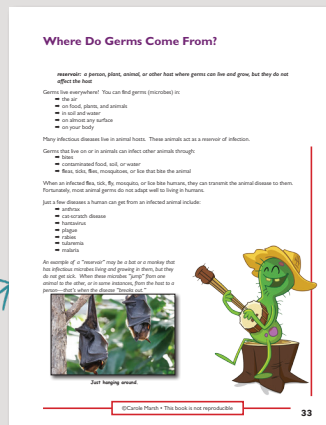 Where Do Germs Come From?
reservoir: a person, plant, animal, or other host where germs can live and grow, but they do not
affect the host
Germs live everywhere? You can find germs (microbes) in:
➡ the air
➡ on food, plants, and animals
➡ in soil and water
➡ on almost any surface
➡ on your body
Many infectious diseases live in animal hosts. These animals act as a reservoir of infection.
Germs that live on or in animals can infect other animals through:
➡ bites
➡ contaminated food, soil, or water
➡ fleas, ticks, flies, mosquitoes, or lice that bite the animal
When an infected flea, tick, fly, mosquito, or lice bite humans, they can transmit the animal disease to them.
Fortunately, most animal germs do not adapt well to living in humans.
Just a few diseases a human can get from an infected animal include:
➡ anthrax
➡ cat-scratch disease
➡ hantavirus
➡ plague
➡ rabies
➡ tularemia
➡ malaria
An example of a "reservoir" may be a bat or a monkey that
has infectious microbes living and growing in them, but they
do not get sick. When these microbes "jump" from one
animal to the other, or in some instances, from the host to a
person—that's when the disease "breaks out."
Just hanging around.
©Carole Marsh • This book is not reproducible
33